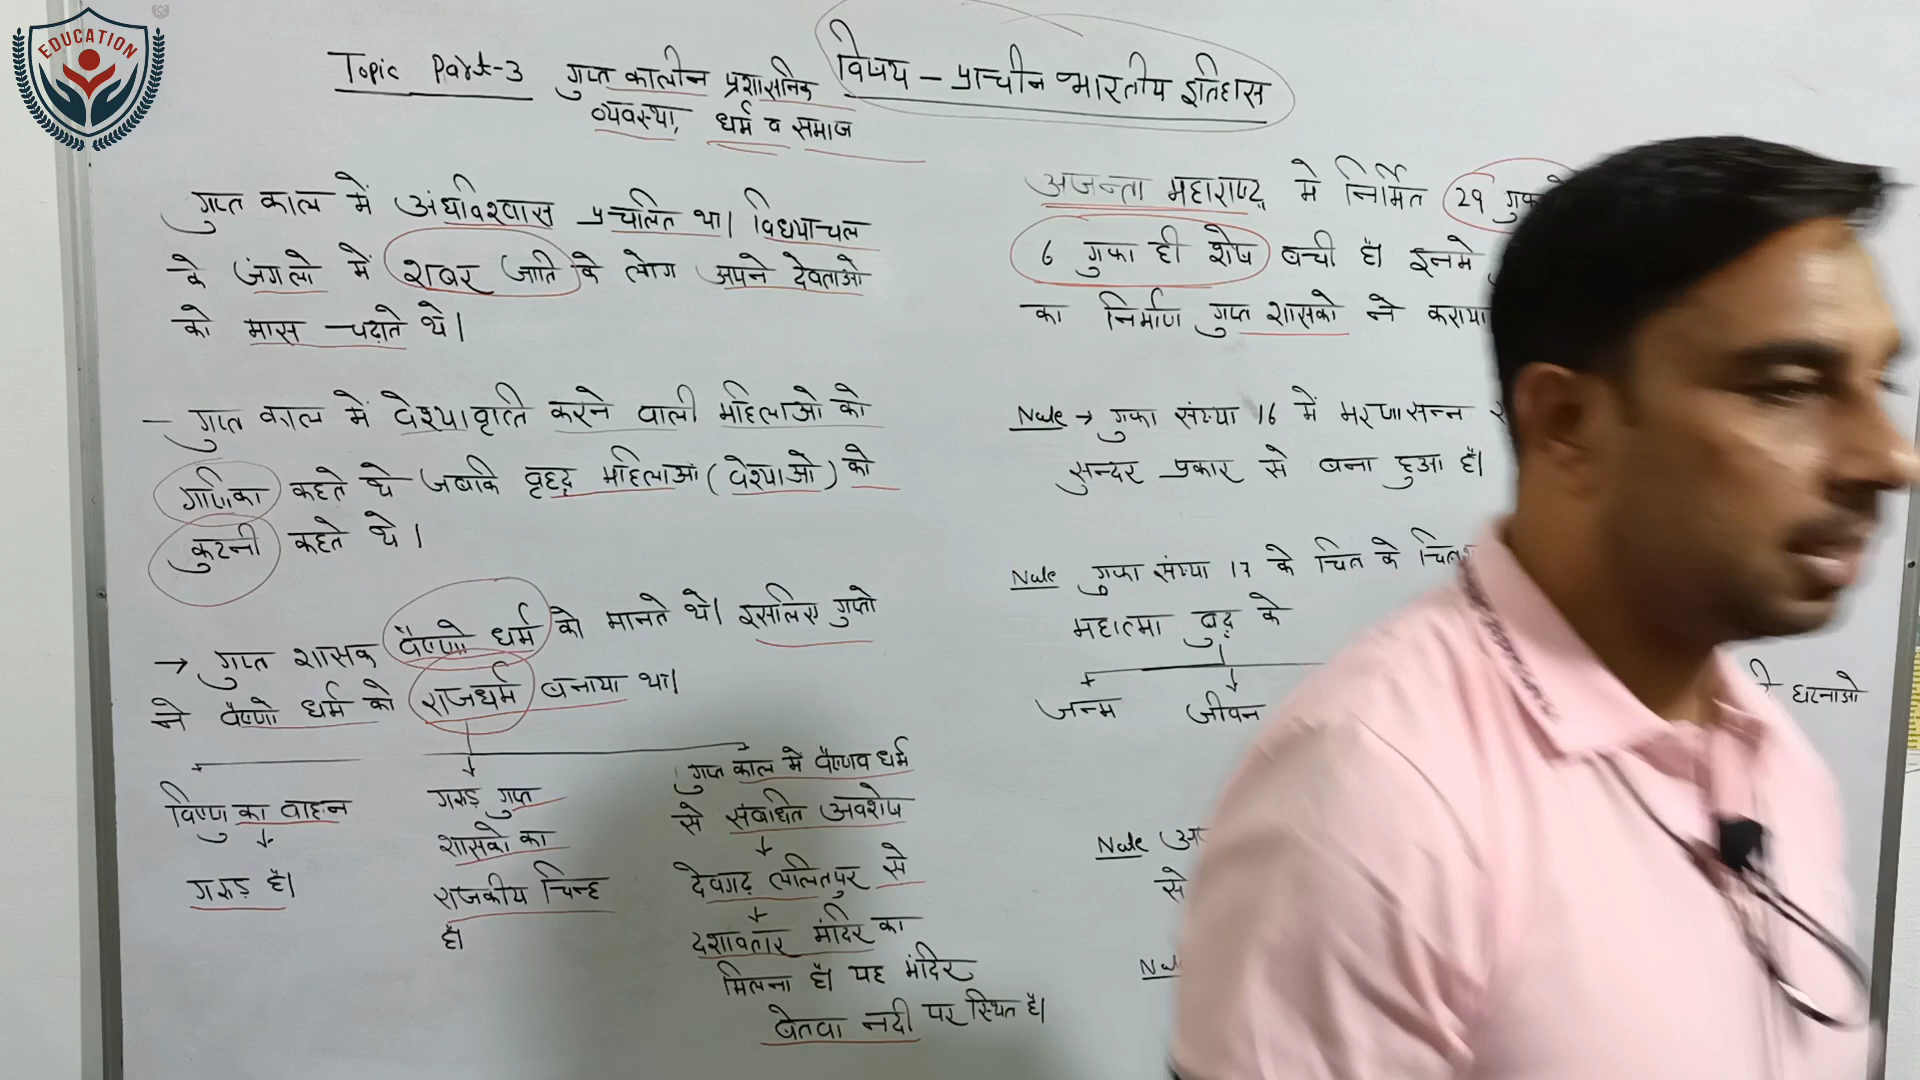 EDUCATION
Topic Part-3 गुप्त कालीन प्रशासनिक
व्यवस्था, धर्म व समाज
विषय – प्राचीन भारतीय इतिहास
गुप्त काल में अंधविश्वास प्रचलित था। विध्याचल
के जंगलो में शबर जाति के लोग अपने देवताओ
को मास चढ़ाते थे।
– गुप्त काल में वेश्यावृत्ति करने वाली महिलाओ को
गणिका कहते थे जबकि वृहद् महिलाओ (वेश्याओ) को
कुटनी कहते थे।
→ गुप्त शासक वैष्णो धर्म को मानते थे। इसलिए गुप्तो
ने वैष्णो धर्म को राजधर्म बनाया था।
विष्णु का वाहन
गरुड़ है।
गरुड़ गुप्त
शासको का
राजकीय चिन्ह
है।
गुप्त काल में वैष्णव धर्म
से संबंधित अवशेष
देवगढ़ ललितपुर से
दशावतार मंदिर का
मिलना है। यह मंदिर
बेतवा नदी पर स्थित है।
अजन्ता महाराष्ट्र में निर्मित 29
6 गुफा ही शेष बची है। इनमे
का निर्माण गुप्त शासको ने कराया
Note → गुफा संख्या 16 में मरणासन्न
सुन्दर प्रकार से बना हुआ है।
Note गुफा संख्या 17 के चित्र के
महात्मा बुद्ध के
जन्म जीवन घटनाओ
Note
से